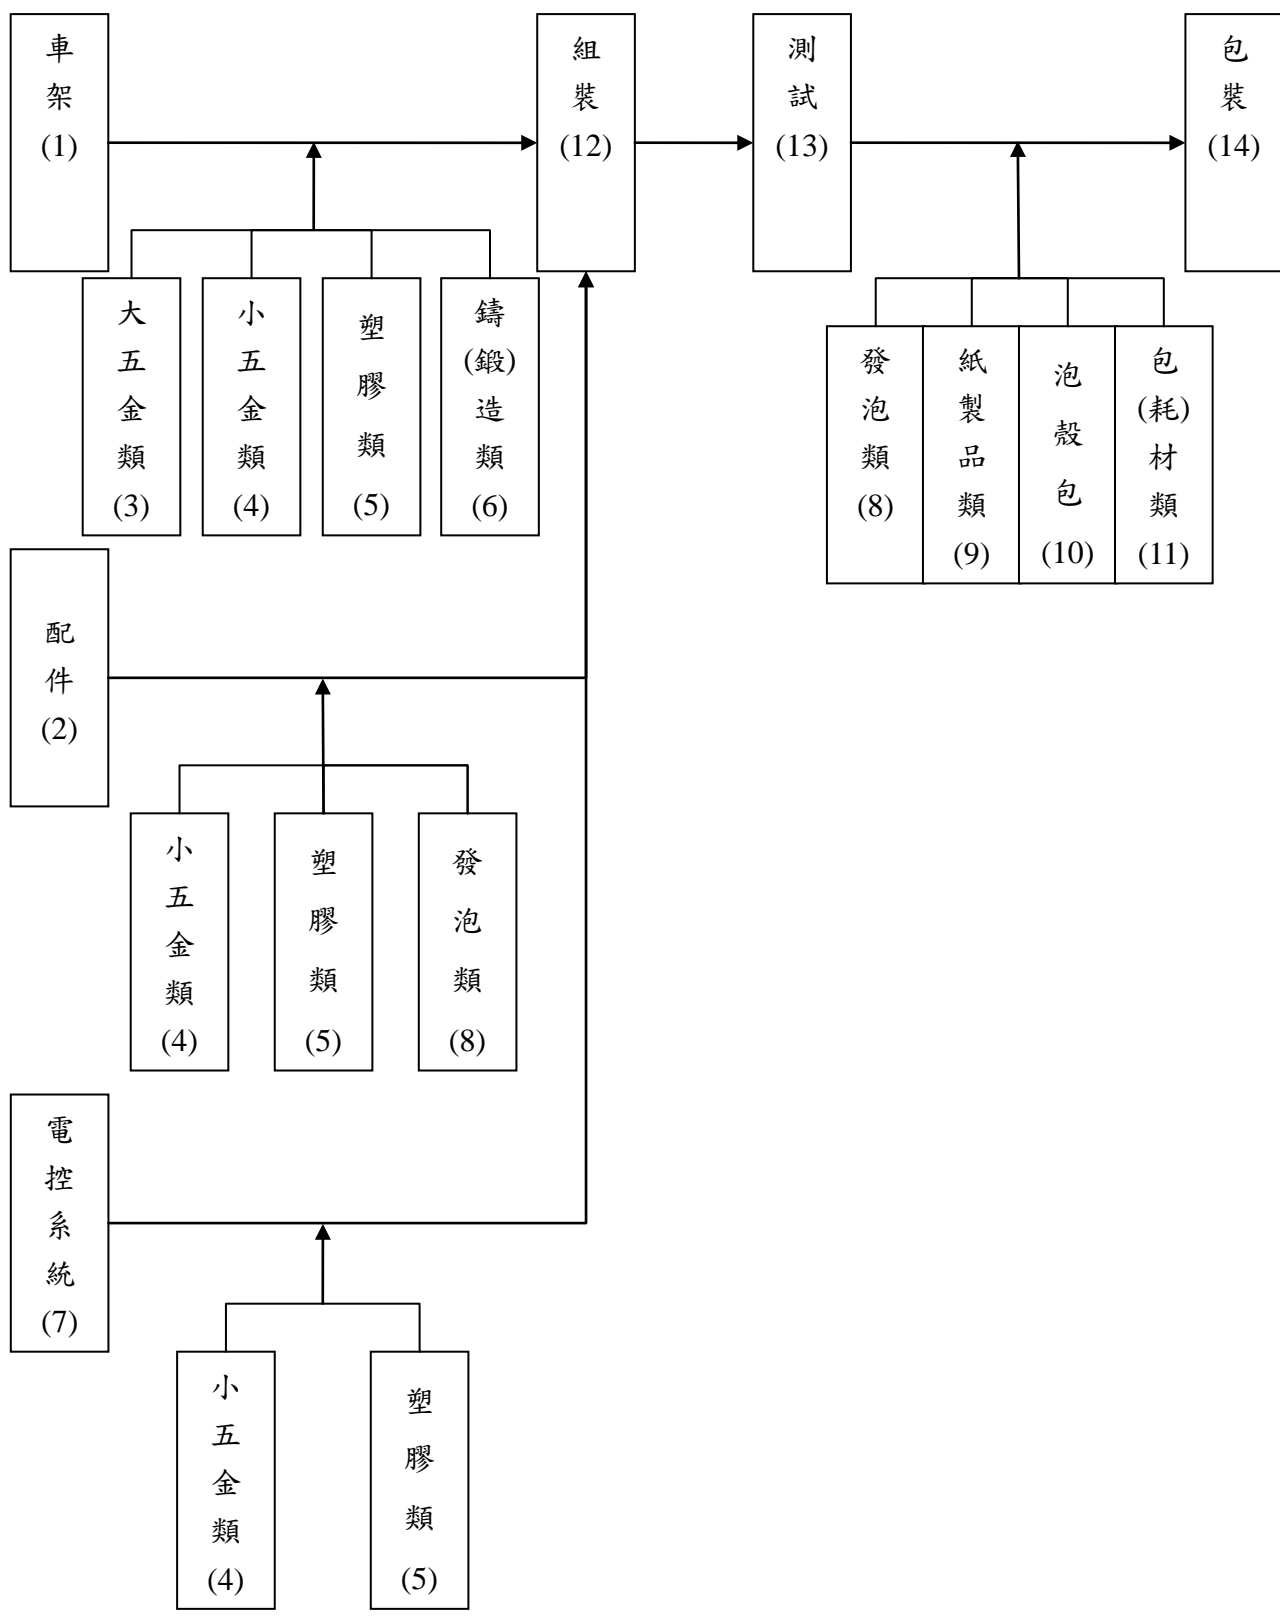 車架(1)
組裝(12)
測試(13)
包裝(14)
大五金類(3)
小五金類(4)
塑膠類(5)
鑄(鍛)造類(6)
發泡類(8)
紙製品類(9)
泡殼包(10)
包(耗)材類(11)
配件(2)
小五金類(4)
塑膠類(5)
發泡類(8)
電控系統(7)
小五金類(4)
塑膠類(5)